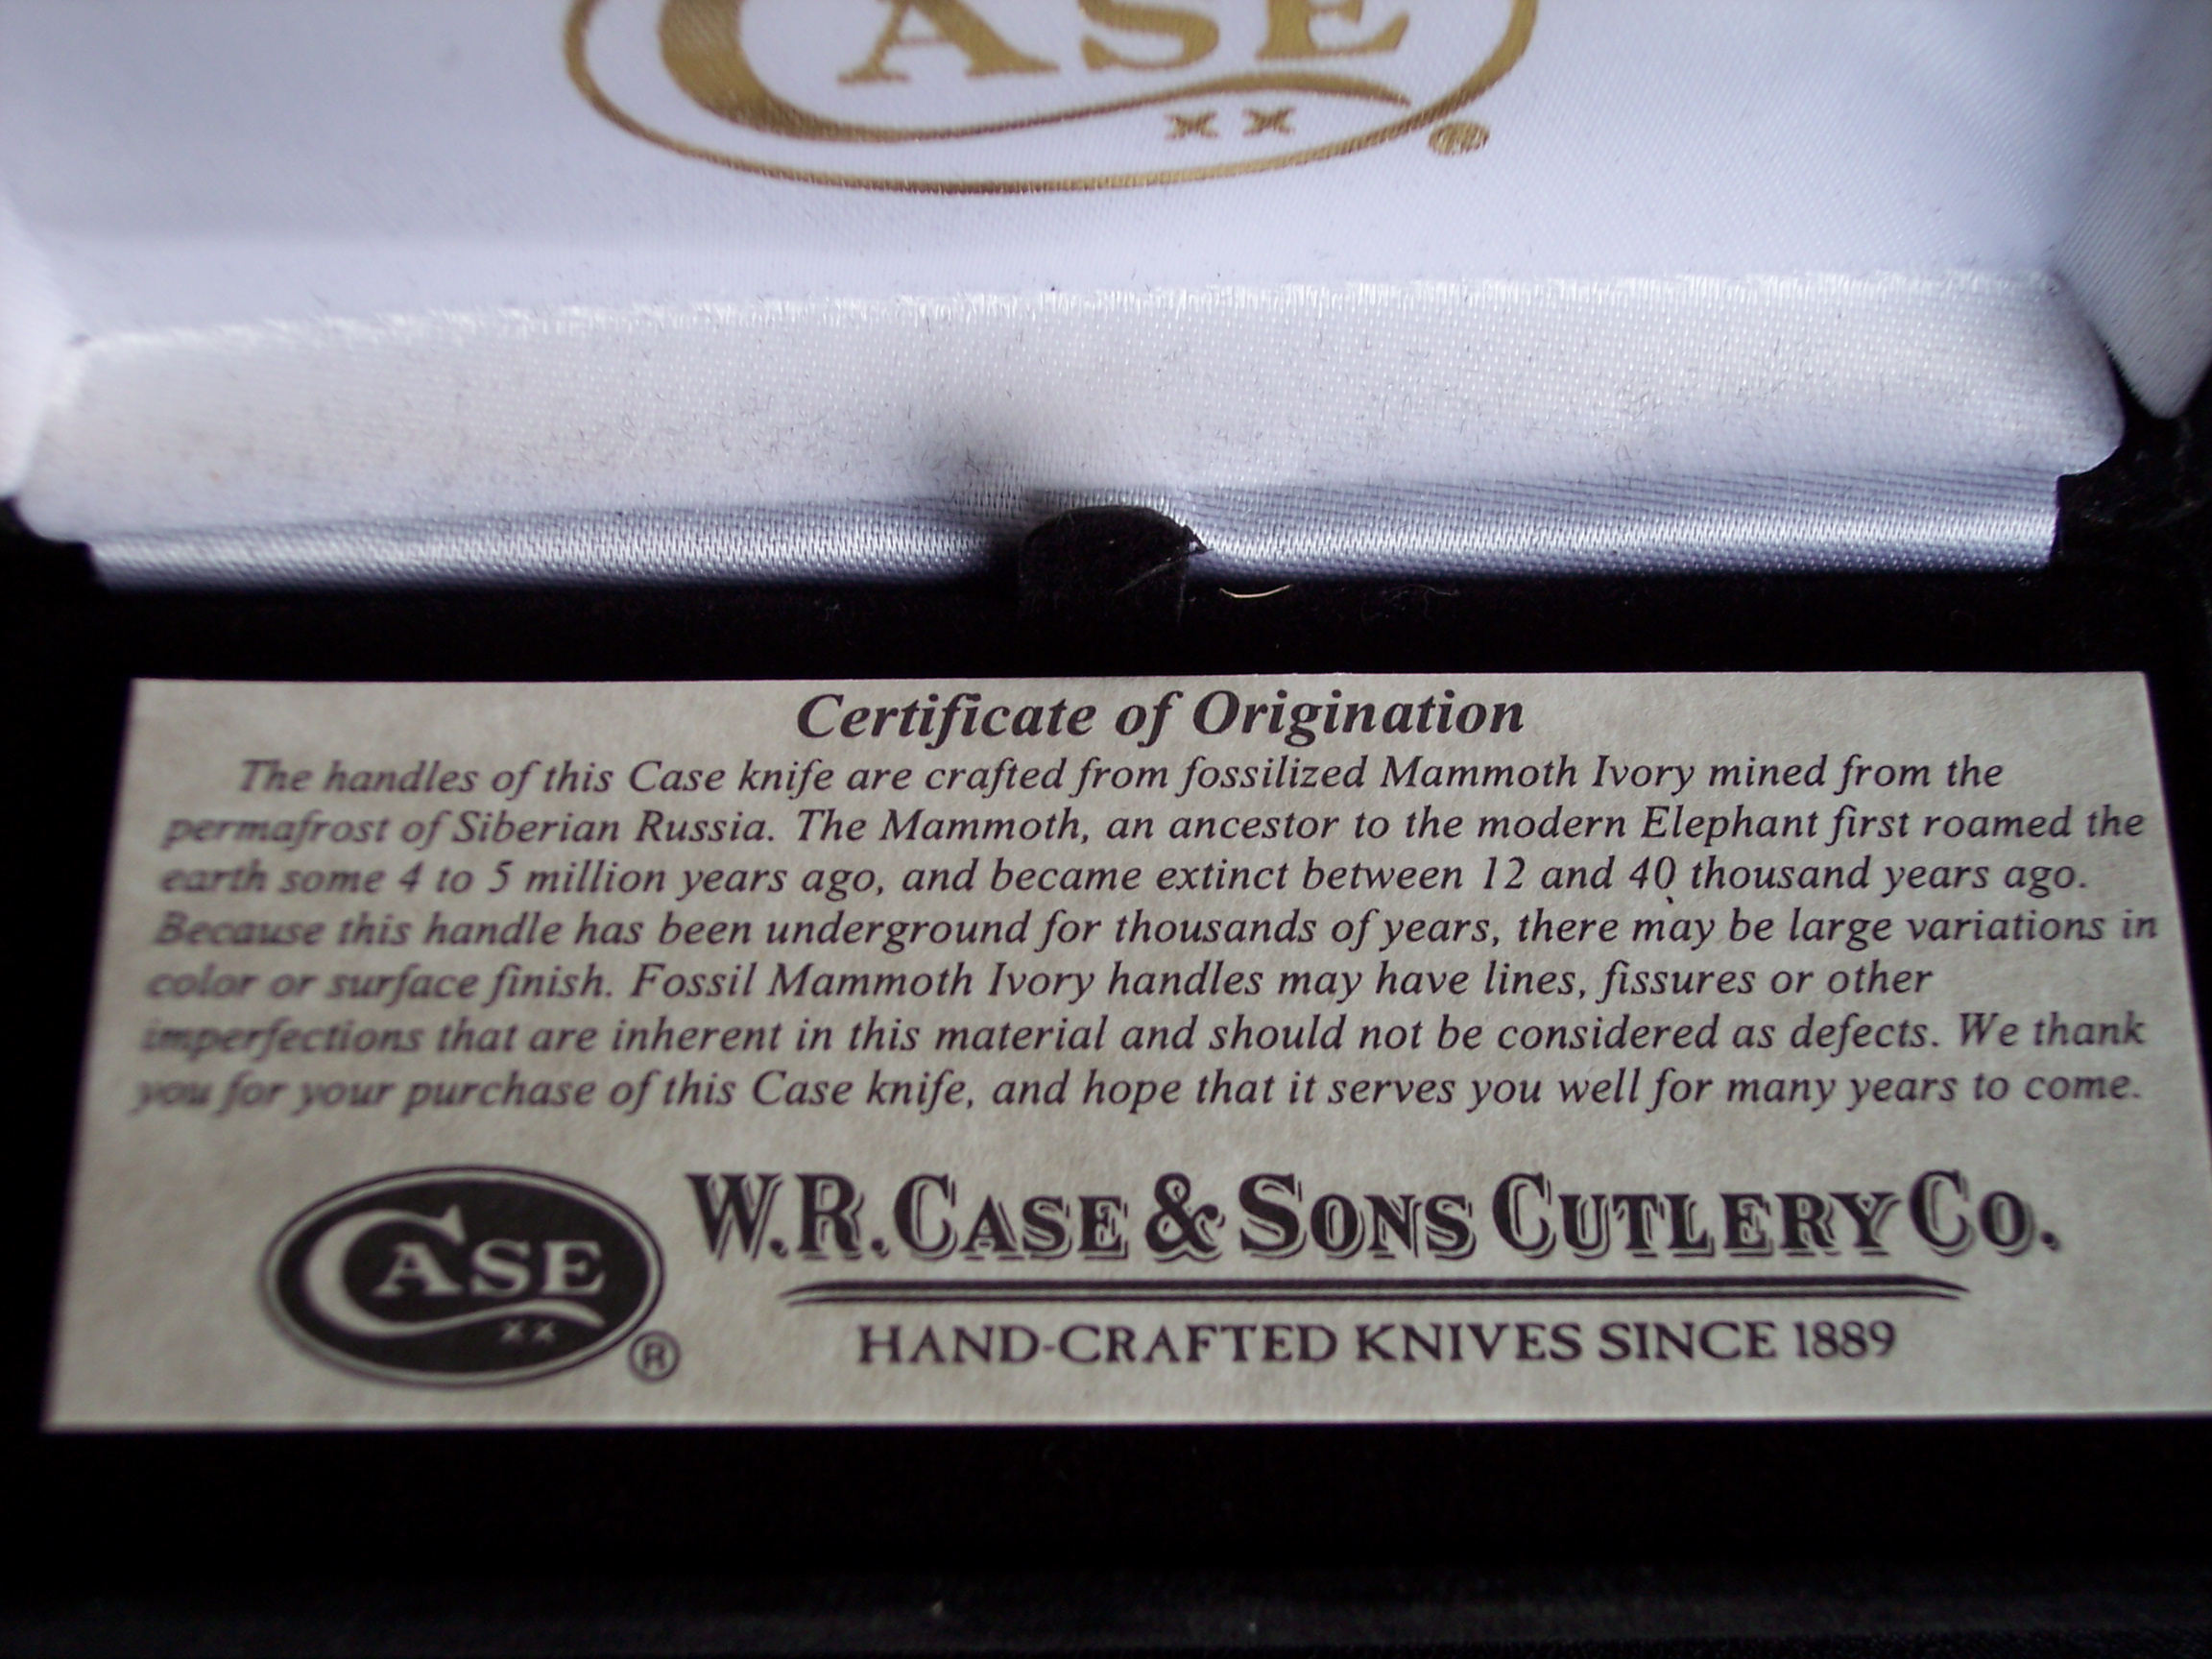 CASE
XX
®
Certificate of Origination
The handles of this Case knife are crafted from fossilized Mammoth Ivory mined from the
permafrost of Siberian Russia. The Mammoth, an ancestor to the modern Elephant first roamed the
earth some 4 to 5 million years ago, and became extinct between 12 and 40 thousand years ago.
Because this handle has been underground for thousands of years, there may be large variations in
color or surface finish. Fossil Mammoth Ivory handles may have lines, fissures or other
imperfections that are inherent in this material and should not be considered as defects. We thank
you for your purchase of this Case knife, and hope that it serves you well for many years to come.
CASE
XX
®
W.R. CASE & SONS CUTLERY CO.
HAND-CRAFTED KNIVES SINCE 1889